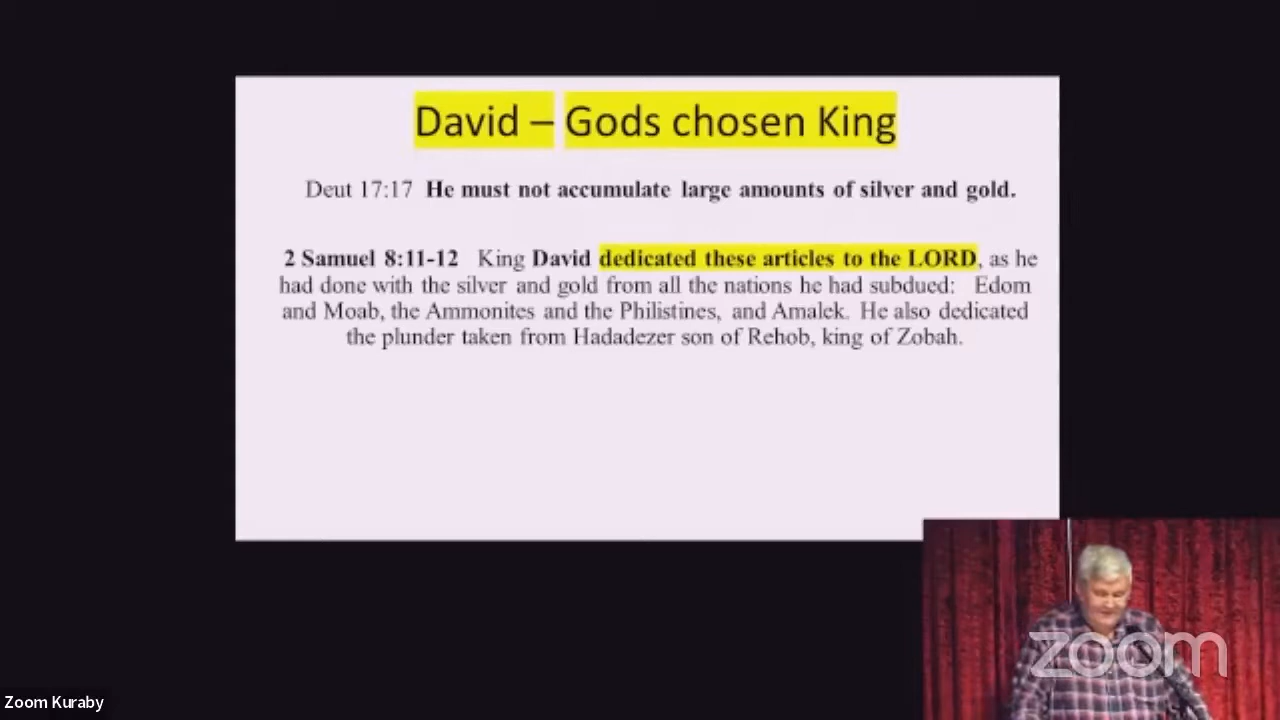 David – Gods chosen King
Deut 17:17 He must not accumulate large amounts of silver and gold.
2 Samuel 8:11-12 King David dedicated these articles to the LORD, as he
had done with the silver and gold from all the nations he had subdued: Edom
and Moab, the Ammonites and the Philistines, and Amalek. He also dedicated
the plunder taken from Hadadezer son of Rehob, king of Zobah.
zoom
Zoom Kuraby